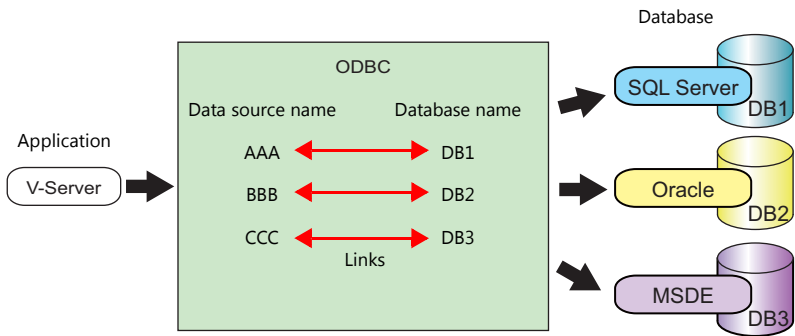 Database
ODBC
SQL Server
DB1
Data source name
Database name
Application
AAA
DB1
V-Server
BBB
DB2
Oracle
DB2
CCC
DB3
Links
MSDE
DB3